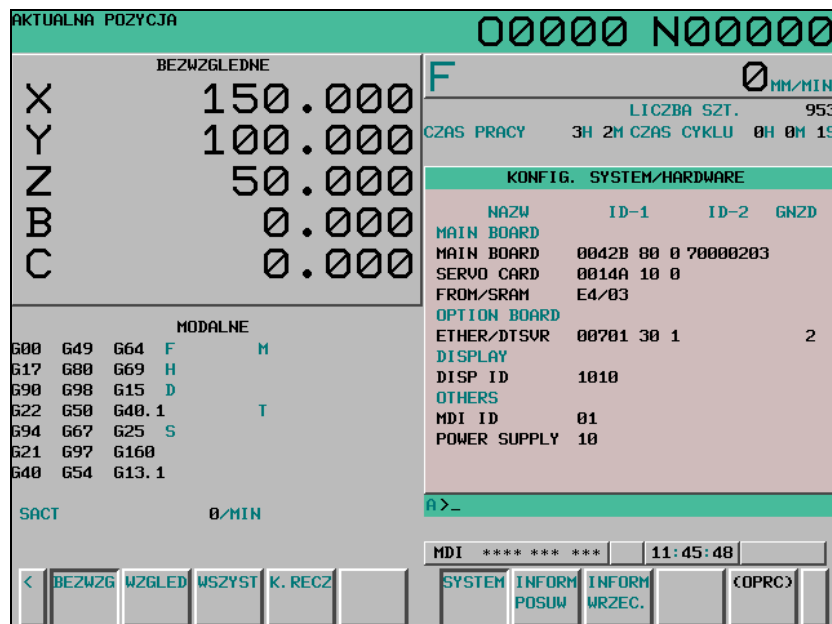 AKTUALNA POZYCJA
O0000 N00000
BEZWZGLEDNE
X 150.000
Y 100.000
Z 50.000
B 0.000
C 0.000
F 0 MM/MIN
LICZBA SZT. 953
CZAS PRACY 3H 2M CZAS CYKLU 0H 0M 19
KONFIG. SYSTEM/HARDWARE
NAZW ID-1 ID-2 GNZD
MAIN BOARD
MAIN BOARD 0042B 80 0 70000203
SERVO CARD 0014A 10 0
FROM/SRAM E4/03
OPTION BOARD
ETHER/DTSVR 00701 30 1 2
DISPLAY
DISP ID 1010
OTHERS
MDI ID 01
POWER SUPPLY 10
MODALNE
G00 G49 G64 F M
G17 G80 G69 H
G90 G98 G15 D
G22 G50 G40.1 T
G94 G67 G25 S
G21 G97 G160
G40 G54 G13.1
SACT 0/MIN
A>_
MDI **** *** *** 11:45:48
< BEZWZG WZGLED WSZYST K.RECZ
SYSTEM INFORM POSUW INFORM WRZEC. (OPRC)